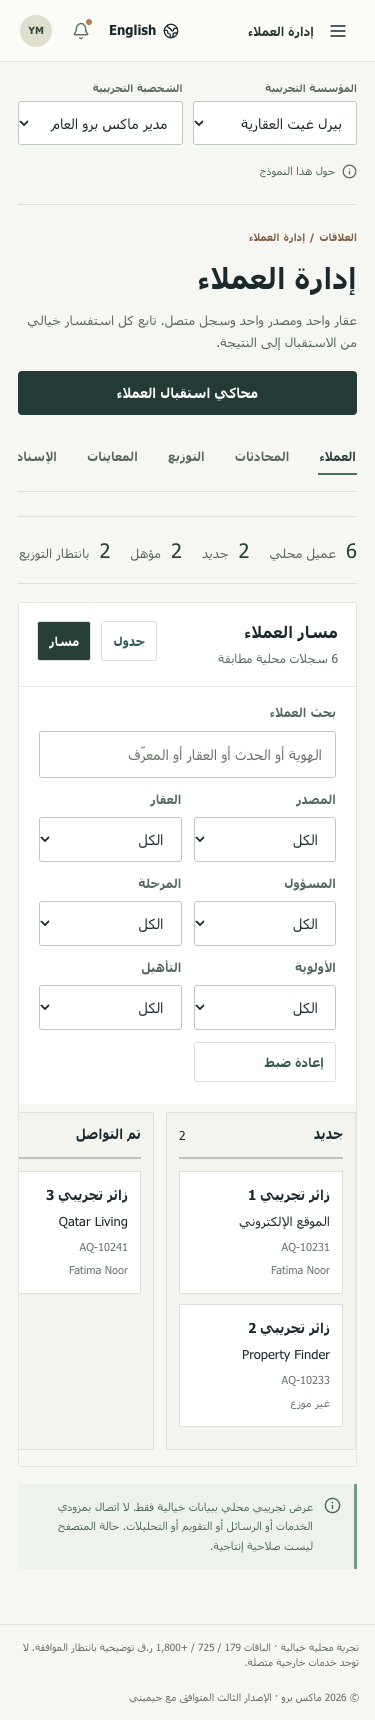 إدارة العملاء
English
YM
المؤسسة التجريبية
الشخصية التجريبية
بيرل غيت العقارية
مدير ماكس برو العام
حول هذا النموذج
العلاقات / إدارة العملاء
إدارة العملاء
عقار واحد ومصدر واحد وسجل متصل. تابع كل استفسار خيالي
من الاستقبال إلى النتيجة.
محاكي استقبال العملاء
العملاء
المحادثات
التوزيع
المعاينات
الإسناد
6 عميل محلي
2 جديد
2 مؤهل
2 بانتظار التوزيع
مسار العملاء
6 سجلات محلية مطابقة
جدول
مسار
بحث العملاء
الهوية أو الحدث أو العقار أو المعرّف
المصدر
العقار
الكل
الكل
المسؤول
المرحلة
الكل
الكل
الأولوية
التأهيل
الكل
الكل
إعادة ضبط
جديد
2
زائر تجريبي 1
الموقع الإلكتروني
AQ-10231
Fatima Noor
زائر تجريبي 2
Property Finder
AQ-10233
غير موزع
تم التواصل
زائر تجريبي 3
Qatar Living
AQ-10241
Fatima Noor
عرض تجريبي محلي ببيانات خيالية فقط. لا اتصال بمزودي
الخدمات أو الرسائل أو التقويم أو التحليلات. حالة المتصفح
ليست صلاحية إنتاجية.
تجربة محلية خيالية · الباقات 179 / 725 / +1,800 ر.ق توضيحية بانتظار الموافقة. لا
توجد خدمات خارجية متصلة.
© 2026 ماكس برو · الإصدار الثالث المتوافق مع جيميني